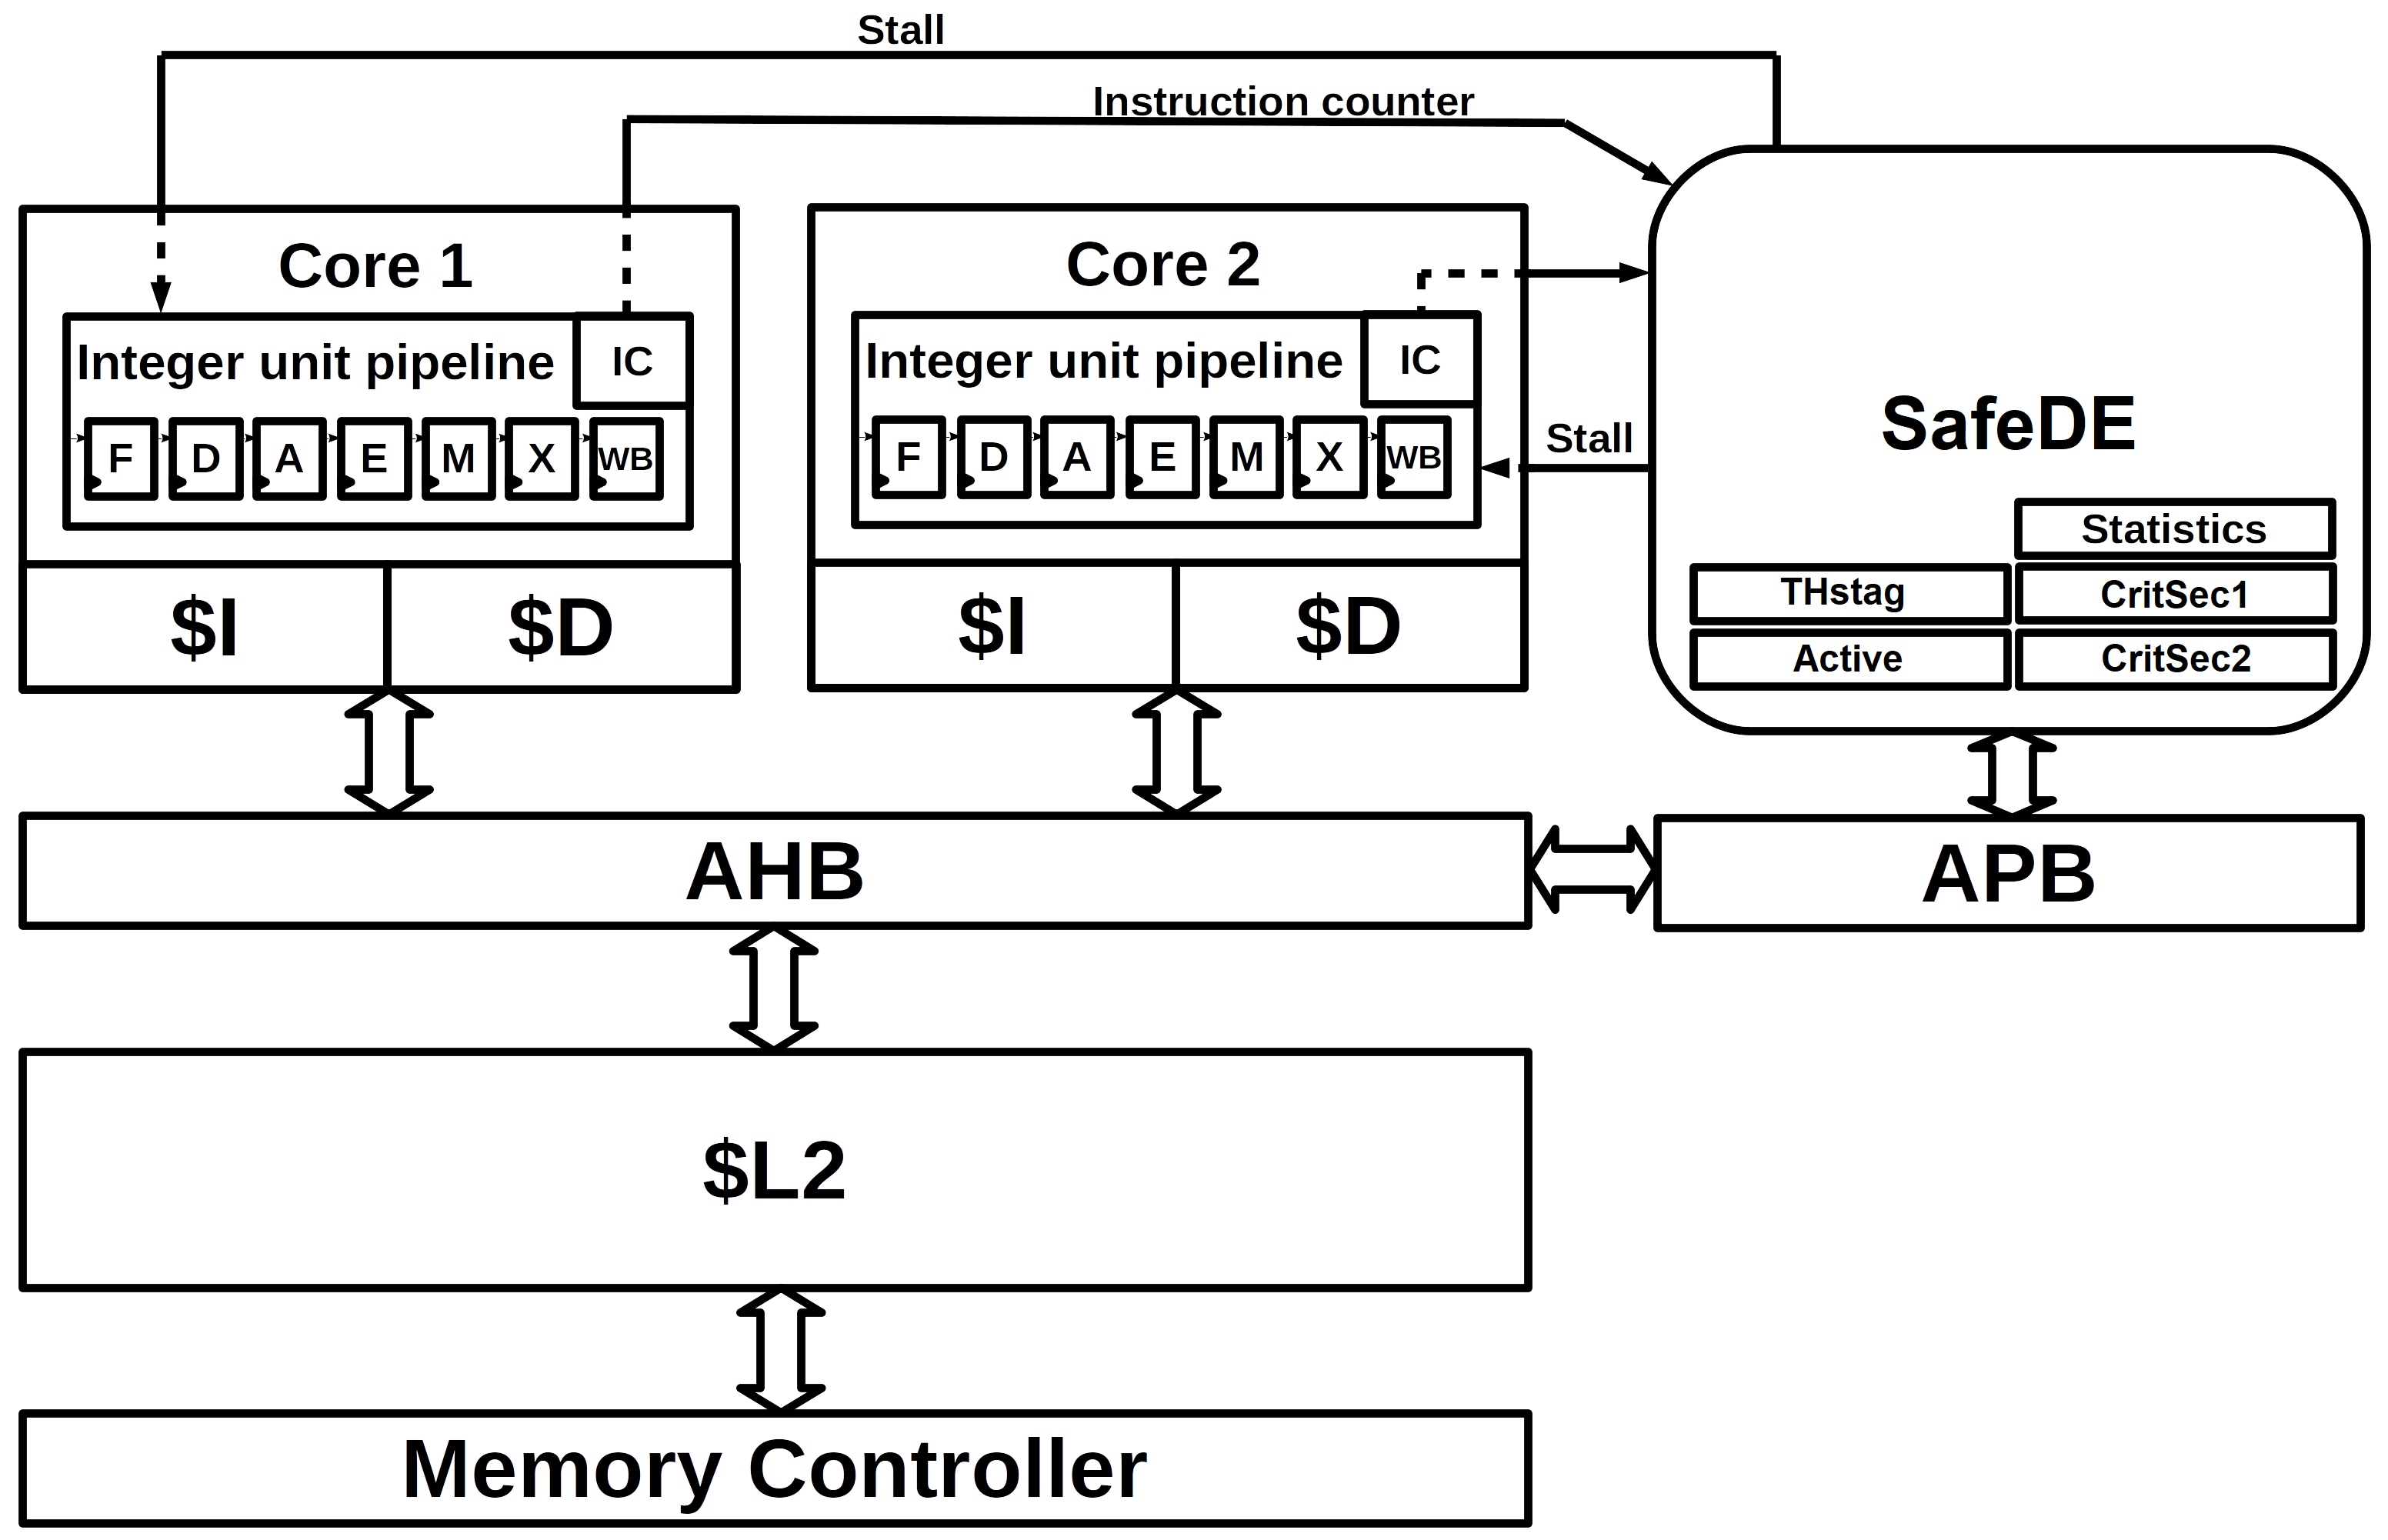 Stall
Instruction counter
Core 1
Integer unit pipeline
IC
F D A E M X WB
$I $D
Core 2
Integer unit pipeline
IC
F D A E M X WB
$I $D
Stall
SafeDE
Statistics
THstag CritSec1
Active CritSec2
AHB
APB
$L2
Memory Controller